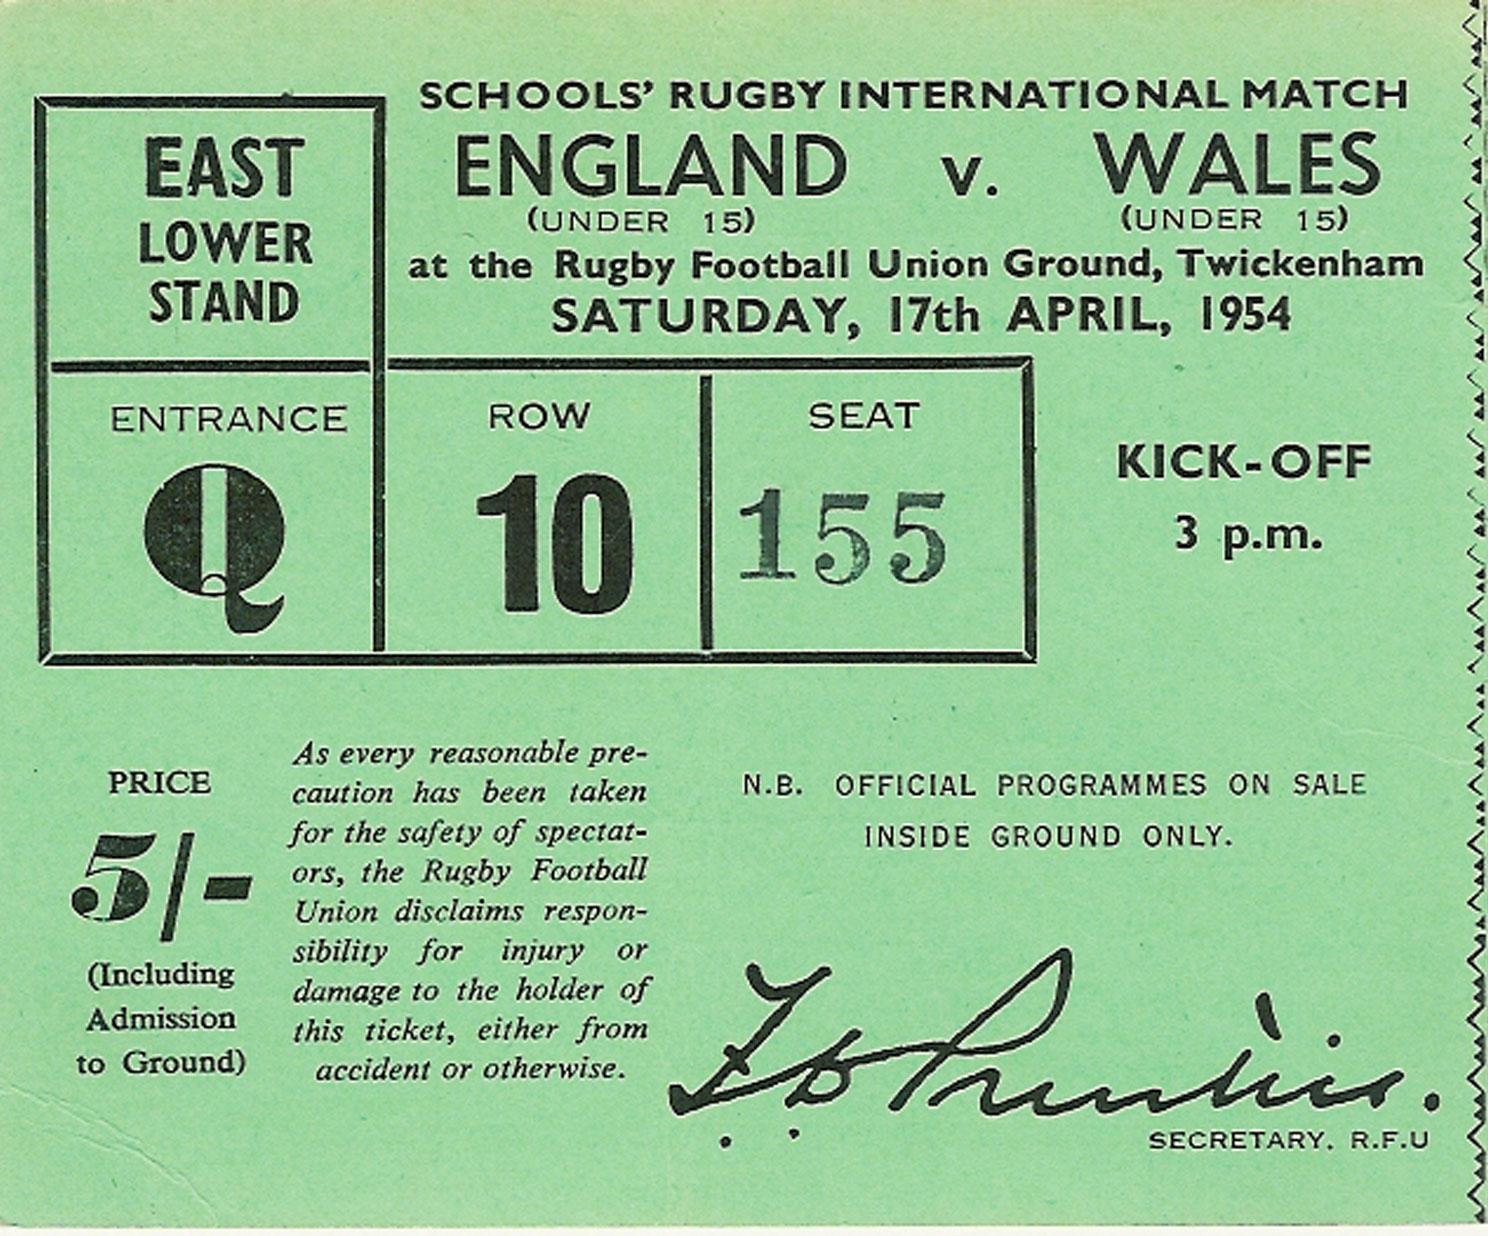 SCHOOLS' RUGBY INTERNATIONAL MATCH
ENGLAND v. WALES
(UNDER 15) (UNDER 15)
at the Rugby Football Union Ground, Twickenham
SATURDAY, 17th APRIL, 1954
EAST
LOWER
STAND
ENTRANCE
Q
ROW
10
SEAT
155
KICK-OFF
3 p.m.
PRICE
5/-
(Including
Admission
to Ground)
As every reasonable pre-
caution has been taken
for the safety of spectat-
ors, the Rugby Football
Union disclaims respon-
sibility for injury or
damage to the holder of
this ticket, either from
accident or otherwise.
N.B. OFFICIAL PROGRAMMES ON SALE
INSIDE GROUND ONLY.
SECRETARY. R.F.U